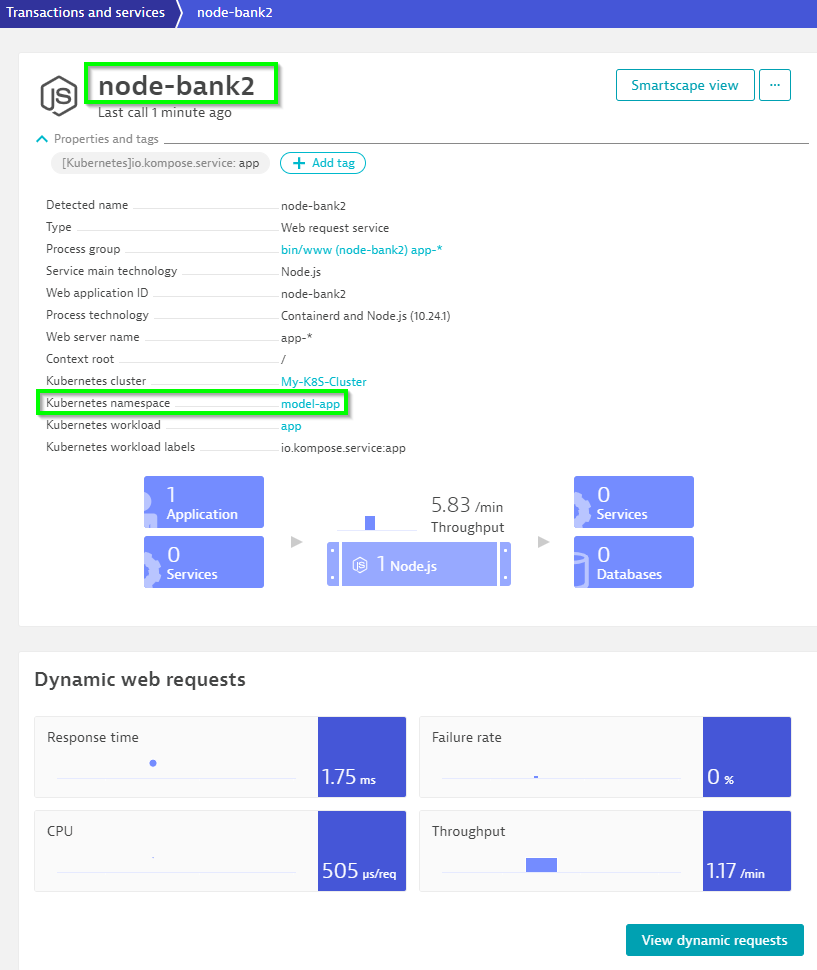 Transactions and services node-bank2
JS node-bank2
Smartscape view ...
Last call 1 minute ago
Properties and tags
[Kubernetes]io.kompose.service: app + Add tag
Detected name node-bank2
Type Web request service
Process group bin/www (node-bank2) app-*
Service main technology Node.js
Web application ID node-bank2
Process technology Containerd and Node.js (10.24.1)
Web server name app-*
Context root /
Kubernetes cluster My-K8S-Cluster
Kubernetes namespace model-app
Kubernetes workload app
Kubernetes workload labels io.kompose.service:app
1
Application
0
Services
5.83 /min
Throughput
JS 1 Node.js
0
Services
0
Databases
Dynamic web requests
Response time
1.75 ms
Failure rate
0 %
CPU
505 µs/req
Throughput
1.17 /min
View dynamic requests